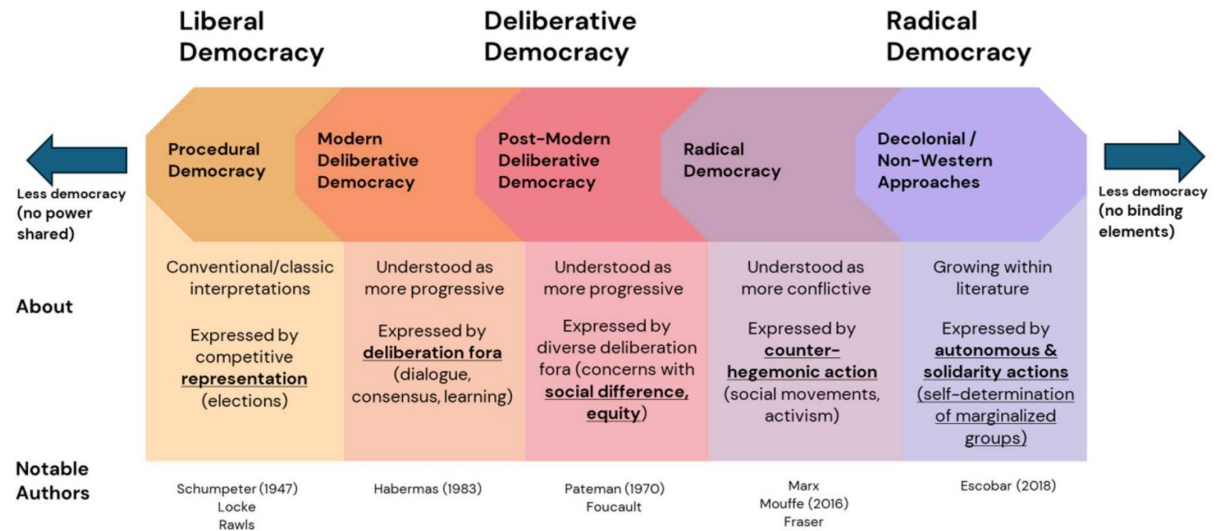 Liberal
Democracy
Deliberative
Democracy
Radical
Democracy
Procedural
Democracy
Modern
Deliberative
Democracy
Post-Modern
Deliberative
Democracy
Radical
Democracy
Decolonial /
Non-Western
Approaches
Less democracy
(no power
shared)
Less democracy
(no binding
elements)
About
Conventional/classic
interpretations
Expressed by
competitive
representation
(elections)
Understood as
more progressive
Expressed by
deliberation fora
(dialogue,
consensus, learning)
Understood as
more progressive
Expressed by
diverse deliberation
fora (concerns with
social difference,
equity)
Understood as
more conflictive
Expressed by
counter-
hegemonic action
(social movements,
activism)
Growing within
literature
Expressed by
autonomous &
solidarity actions
(self-determination
of marginalized
groups)
Notable
Authors
Schumpeter (1947)
Locke
Rawls
Habermas (1983)
Pateman (1970)
Foucault
Marx
Mouffe (2016)
Fraser
Escobar (2018)